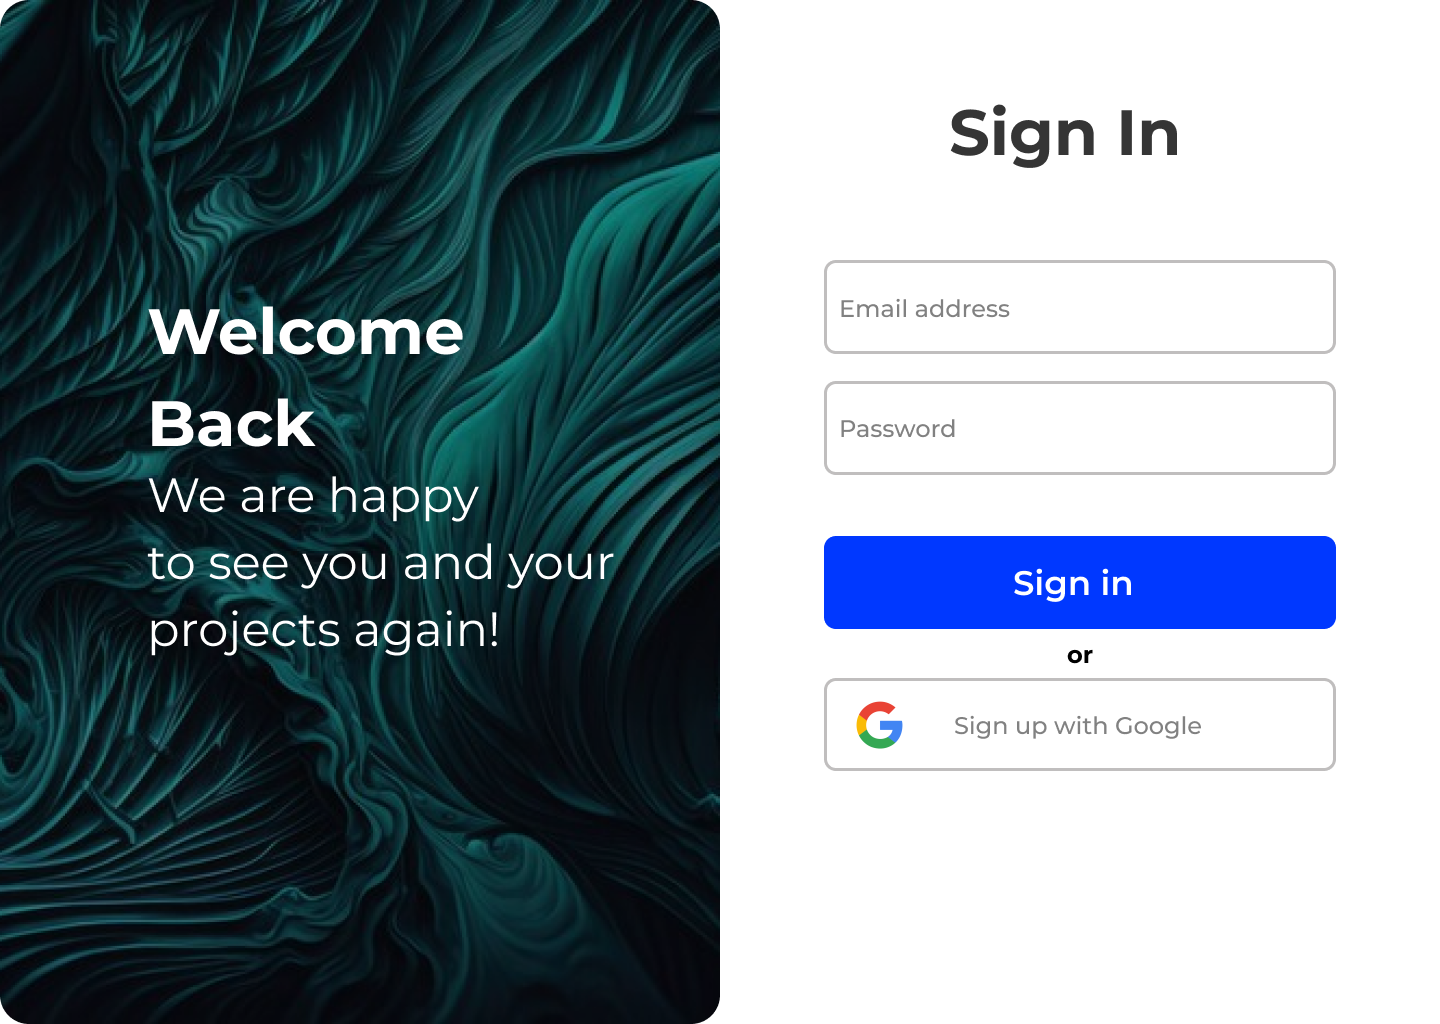 Welcome
Back
We are happy
to see you and your
projects again!
Sign In
Email address
Password
Sign in
or
Sign up with Google